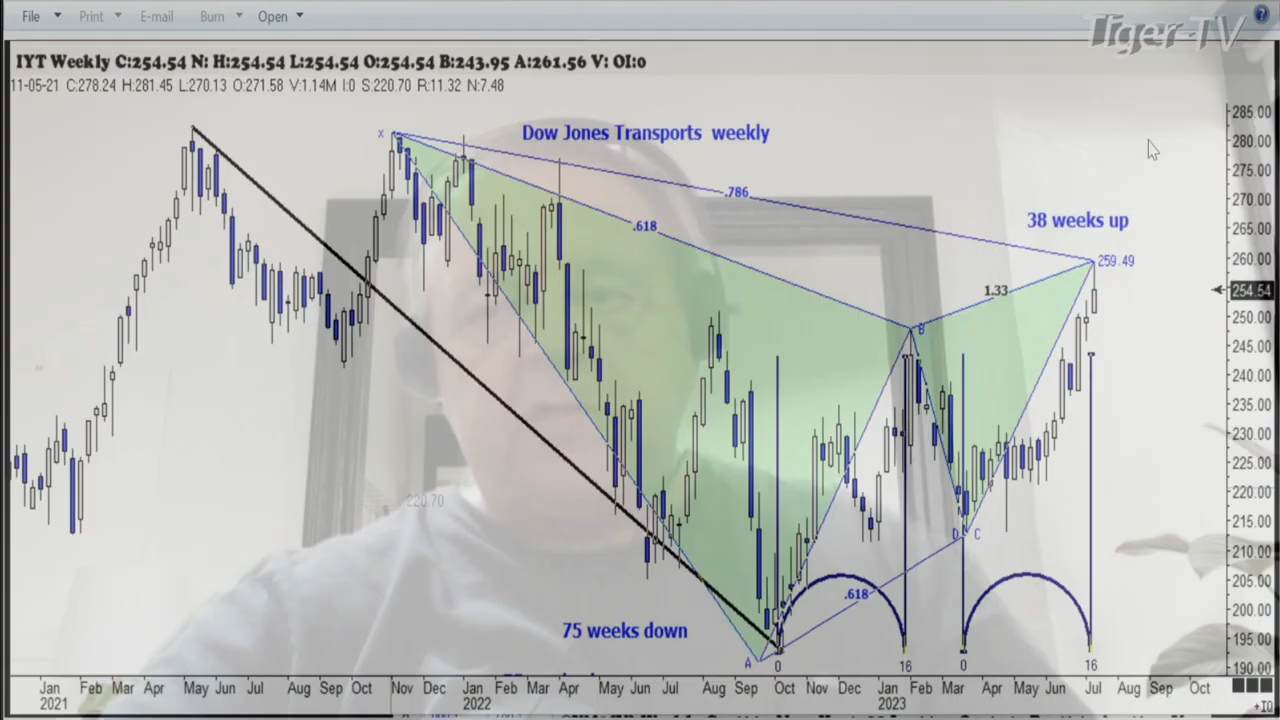 File Print E-mail Burn Open ?
Tiger-TV
IYT Weekly C:254.54 N: H:254.54 L:254.54 O:254.54 B:243.95 A:261.56 V: OI:0
11-05-21 C:278.24 H:281.45 L:270.13 O:271.58 V:1.14M I:0 S:220.70 R:11.32 N:7.48
285.00
X Dow Jones Transports weekly
280.00
275.00
.786
270.00
.618 38 weeks up
265.00
259.49 260.00
1.33
254.54
250.00
B
245.00
240.00
235.00
230.00
225.00
220.70
220.00
215.00
D C
210.00
205.00
.618
200.00
75 weeks down
195.00
A 0 16 0 16
190.00
Jan Feb Mar Apr May Jun Jul Aug Sep Oct Nov Dec Jan Feb Mar Apr May Jun Jul Aug Sep Oct Nov Dec Jan Feb Mar Apr May Jun Jul Aug Sep Oct
2021 2022 2023
+10